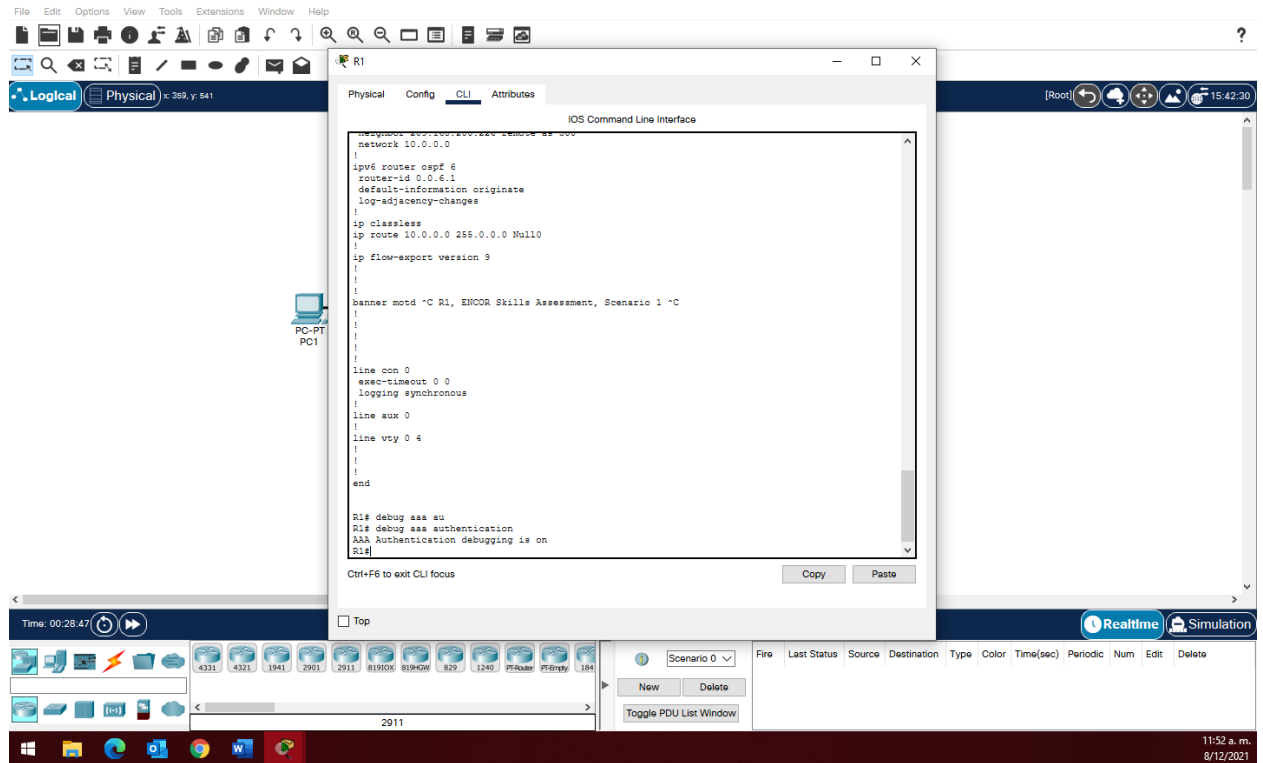 File Edit Options View Tools Extensions Window Help
?
R1
Logical Physical x: 359, y: 541
[Root] 15:42:30
Physical Config CLI Attributes
IOS Command Line Interface
network 10.0.0.0
!
ipv6 router ospf 6
router-id 0.0.6.1
default-information originate
log-adjacency-changes
!
ip classless
ip route 10.0.0.0 255.0.0.0 Null0
!
ip flow-export version 9
!
!
!
banner motd ^C R1, ENCOR Skills Assessment, Scenario 1 ^C
!
!
!
!
!
line con 0
exec-timeout 0 0
logging synchronous
!
line aux 0
!
line vty 0 4
!
!
!
end
R1# debug aaa au
R1# debug aaa authentication
AAA Authentication debugging is on
R1#
PC-PT
PC1
Ctrl+F6 to exit CLI focus
Copy Paste
Top
Time: 00:28:47
Realtime Simulation
4331 4321 1941 2901 2911 819IOX 819HGW 829 1240 PT-Router PT-Empty 184
2911
Scenario 0
New Delete
Toggle PDU List Window
Fire Last Status Source Destination Type Color Time(sec) Periodic Num Edit Delete
11:52 a. m.
8/12/2021